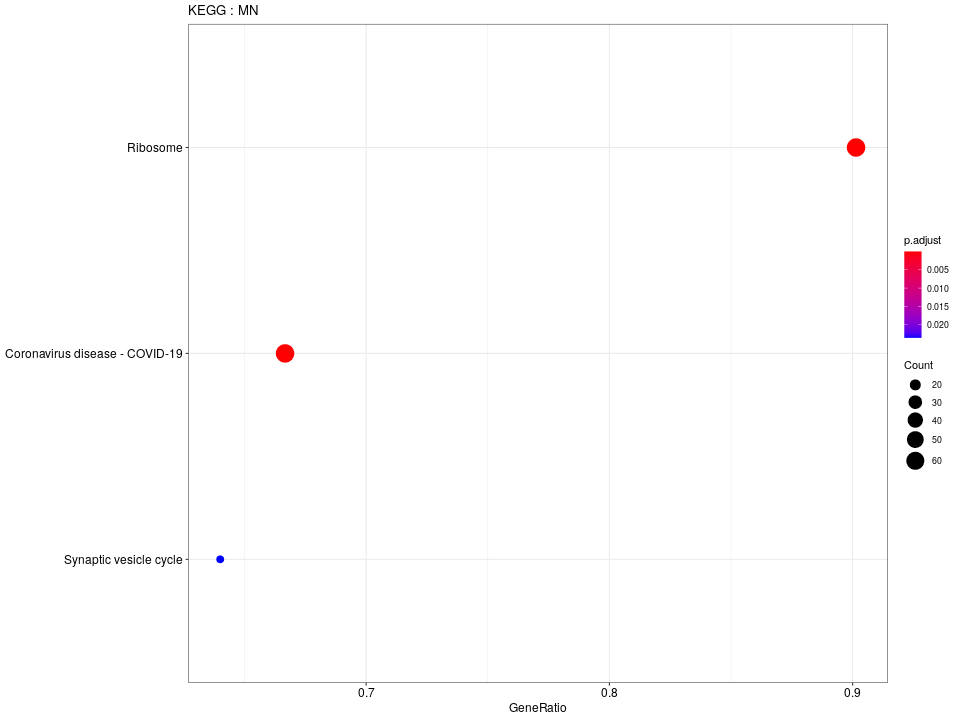 KEGG : MN
Ribosome
Coronavirus disease - COVID-19
Synaptic vesicle cycle
0.7
0.8
0.9
GeneRatio
p.adjust
0.005
0.010
0.015
0.020
Count
20
30
40
50
60